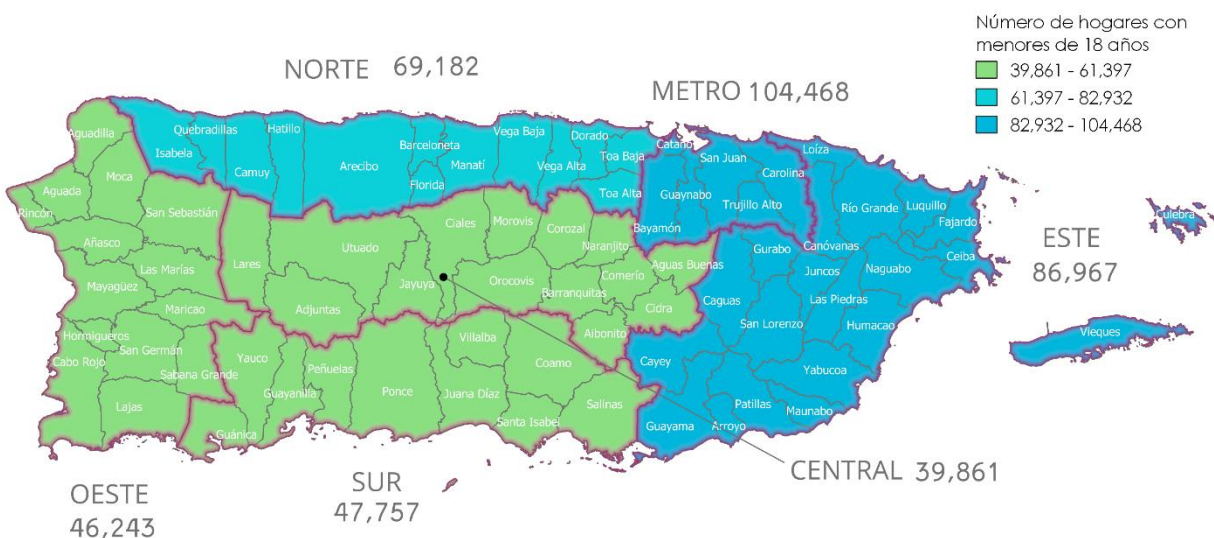 Número de hogares con
menores de 18 años
39,861 - 61,397
61,397 - 82,932
82,932 - 104,468
NORTE 69,182
METRO 104,468
ESTE
86,967
CENTRAL 39,861
SUR
47,757
OESTE
46,243
Aguadilla
Isabela
Quebradillas
Camuy
Hatillo
Arecibo
Barceloneta
Florida
Manatí
Vega Baja
Vega Alta
Dorado
Toa Baja
Toa Alta
Cataño
San Juan
Carolina
Guaynabo
Trujillo Alto
Bayamón
Loíza
Río Grande
Luquillo
Fajardo
Ceiba
Canóvanas
Culebra
Vieques
Moca
Aguada
Rincón
San Sebastián
Añasco
Las Marías
Mayagüez
Maricao
Hormigueros
Cabo Rojo
San Germán
Sabana Grande
Lajas
Lares
Utuado
Adjuntas
Jayuya
Ciales
Morovis
Orocovis
Corozal
Naranjito
Barranquitas
Comerío
Aguas Buenas
Cidra
Aibonito
Yauco
Guánica
Guayanilla
Peñuelas
Ponce
Villalba
Juana Díaz
Coamo
Santa Isabel
Salinas
Gurabo
Juncos
Caguas
Las Piedras
Naguabo
San Lorenzo
Humacao
Cayey
Yabucoa
Patillas
Maunabo
Guayama
Arroyo